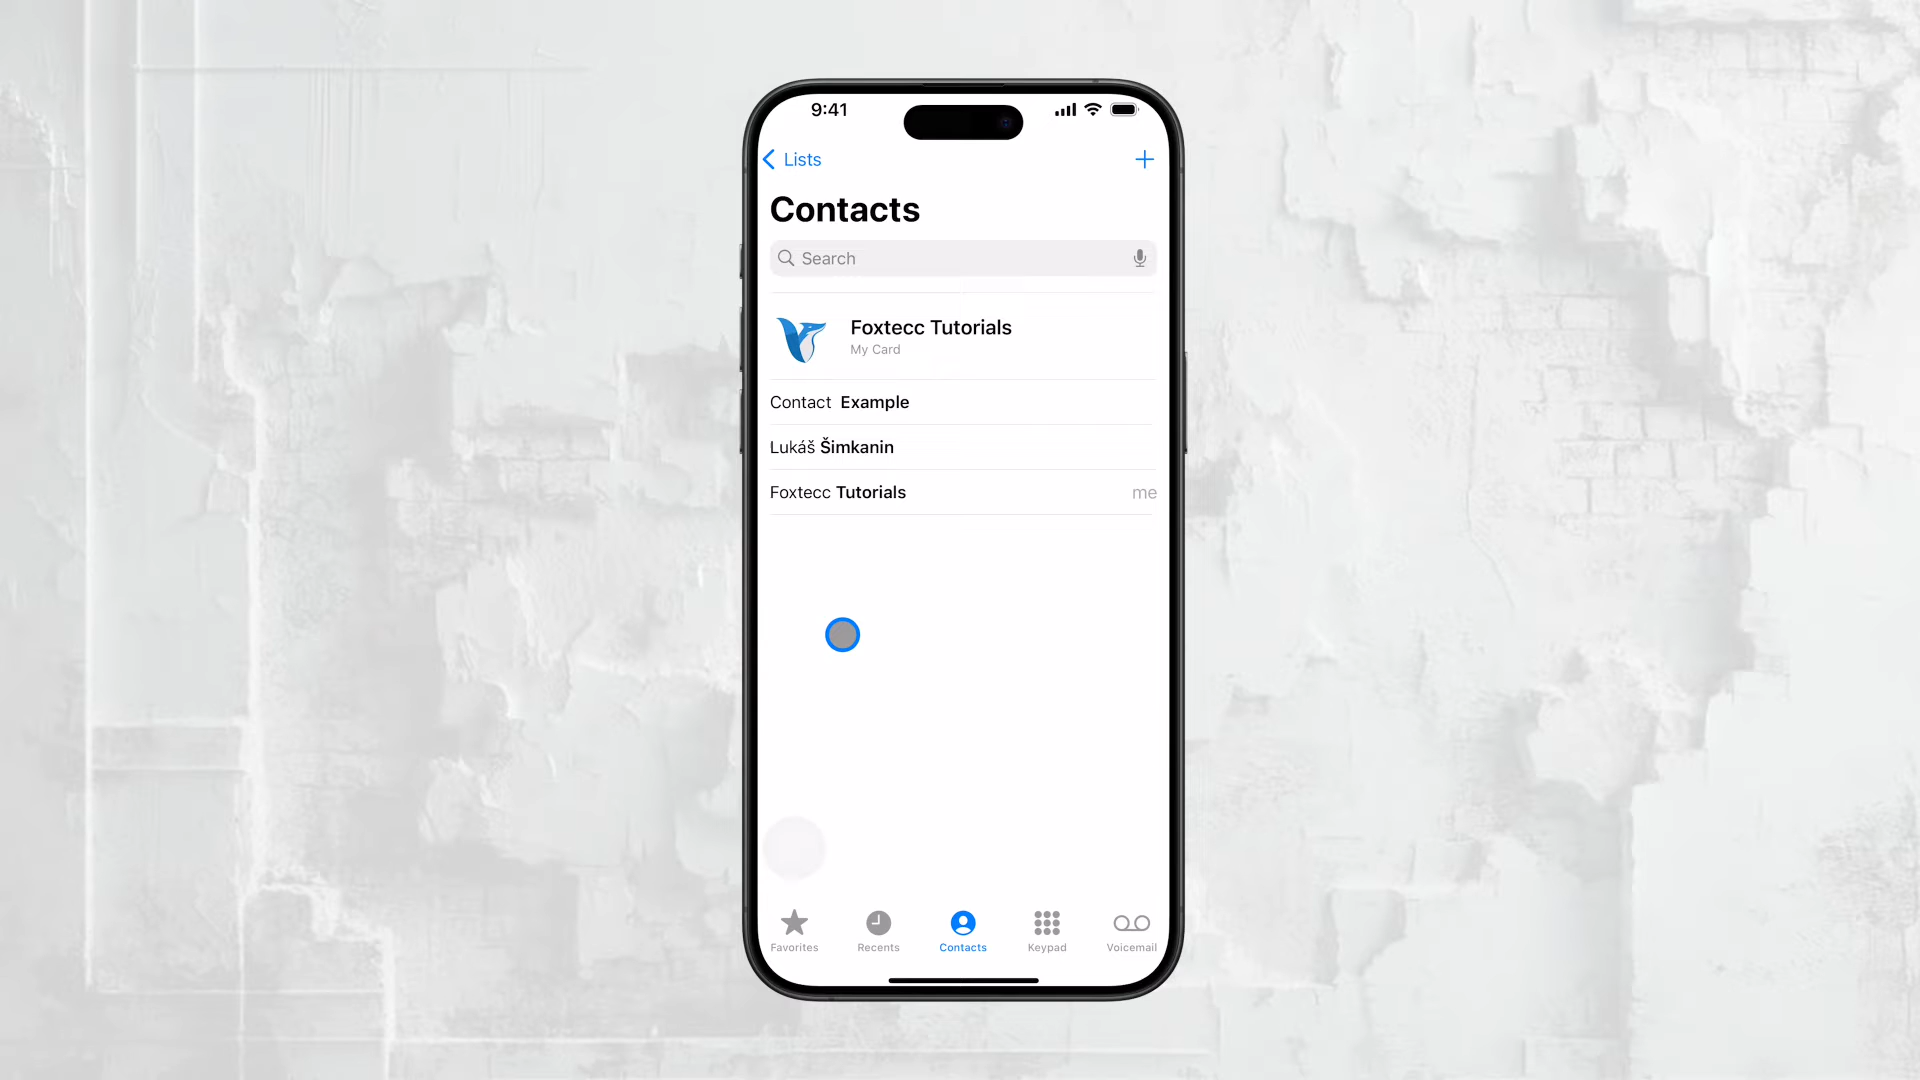 9:41
Lists
Contacts
Search
Foxtecc Tutorials
My Card
Contact Example
Lukáš Šimkanin
Foxtecc Tutorials me
Favorites Recents Contacts Keypad Voicemail